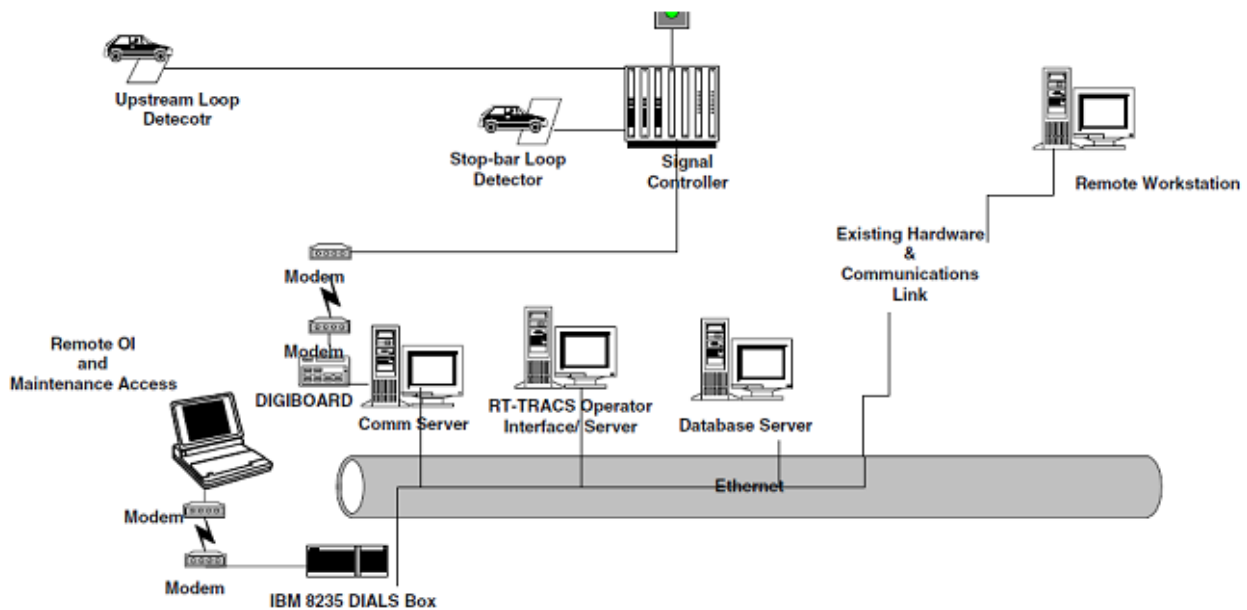 Upstream Loop
Detecotr
Stop-bar Loop
Detector
Signal
Controller
Remote Workstation
Existing Hardware
&
Communications
Link
Modem
Modem
DIGIBOARD
Remote OI
and
Maintenance Access
Comm Server
RT-TRACS Operator
Interface/ Server
Database Server
Ethernet
Modem
Modem
IBM 8235 DIALS Box